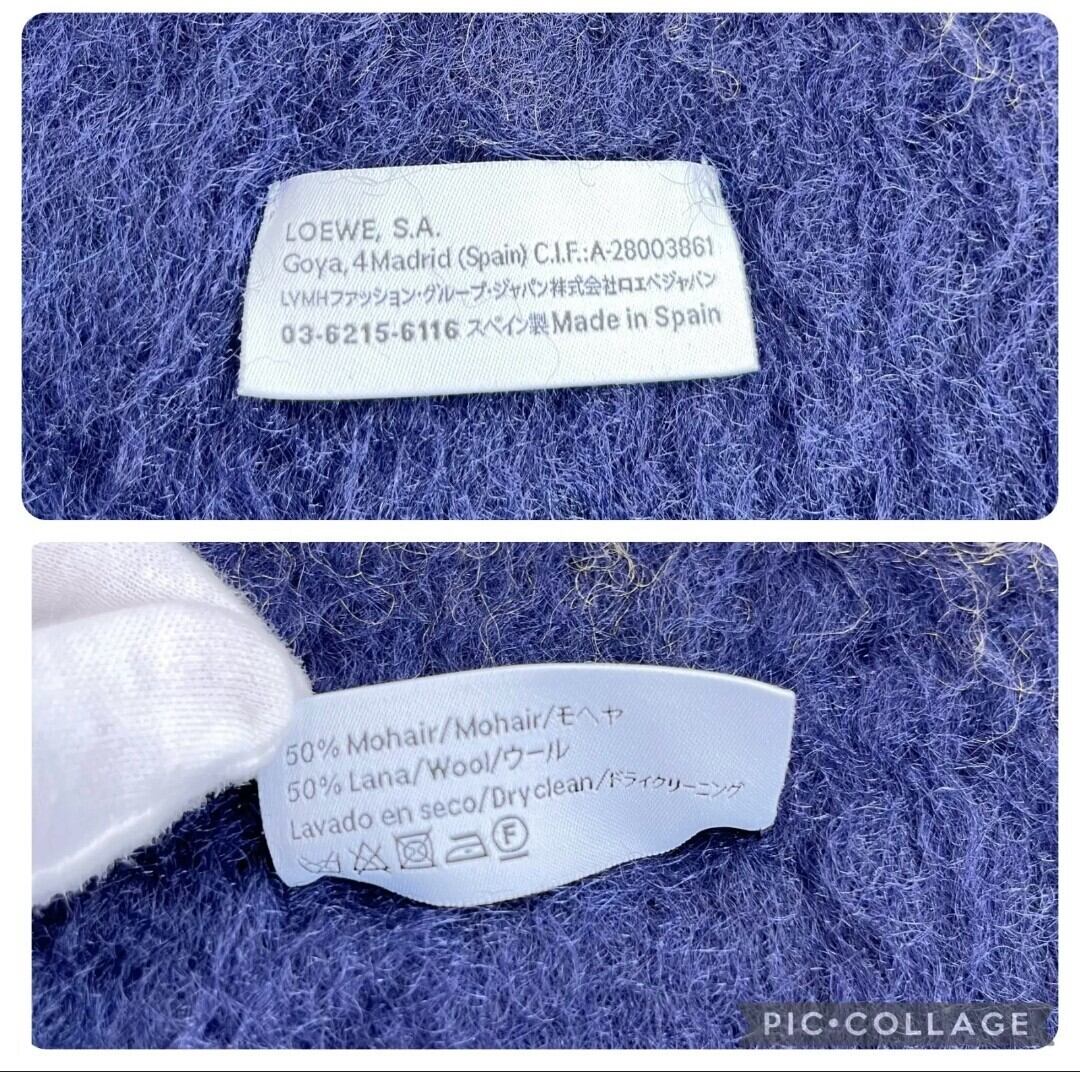 LOEWE, S.A.
Goya, 4 Madrid (Spain) C.I.F.:A-28003861
LVMHファッション・グループ・ジャパン株式会社ロエベジャパン
03-6215-6116 スペイン製 Made in Spain
50% Mohair/Mohair/モヘヤ
50% Lana/Wool/ウール
Lavado en seco/Dryclean/ドライクリーニング
F
PIC•COLLAGE